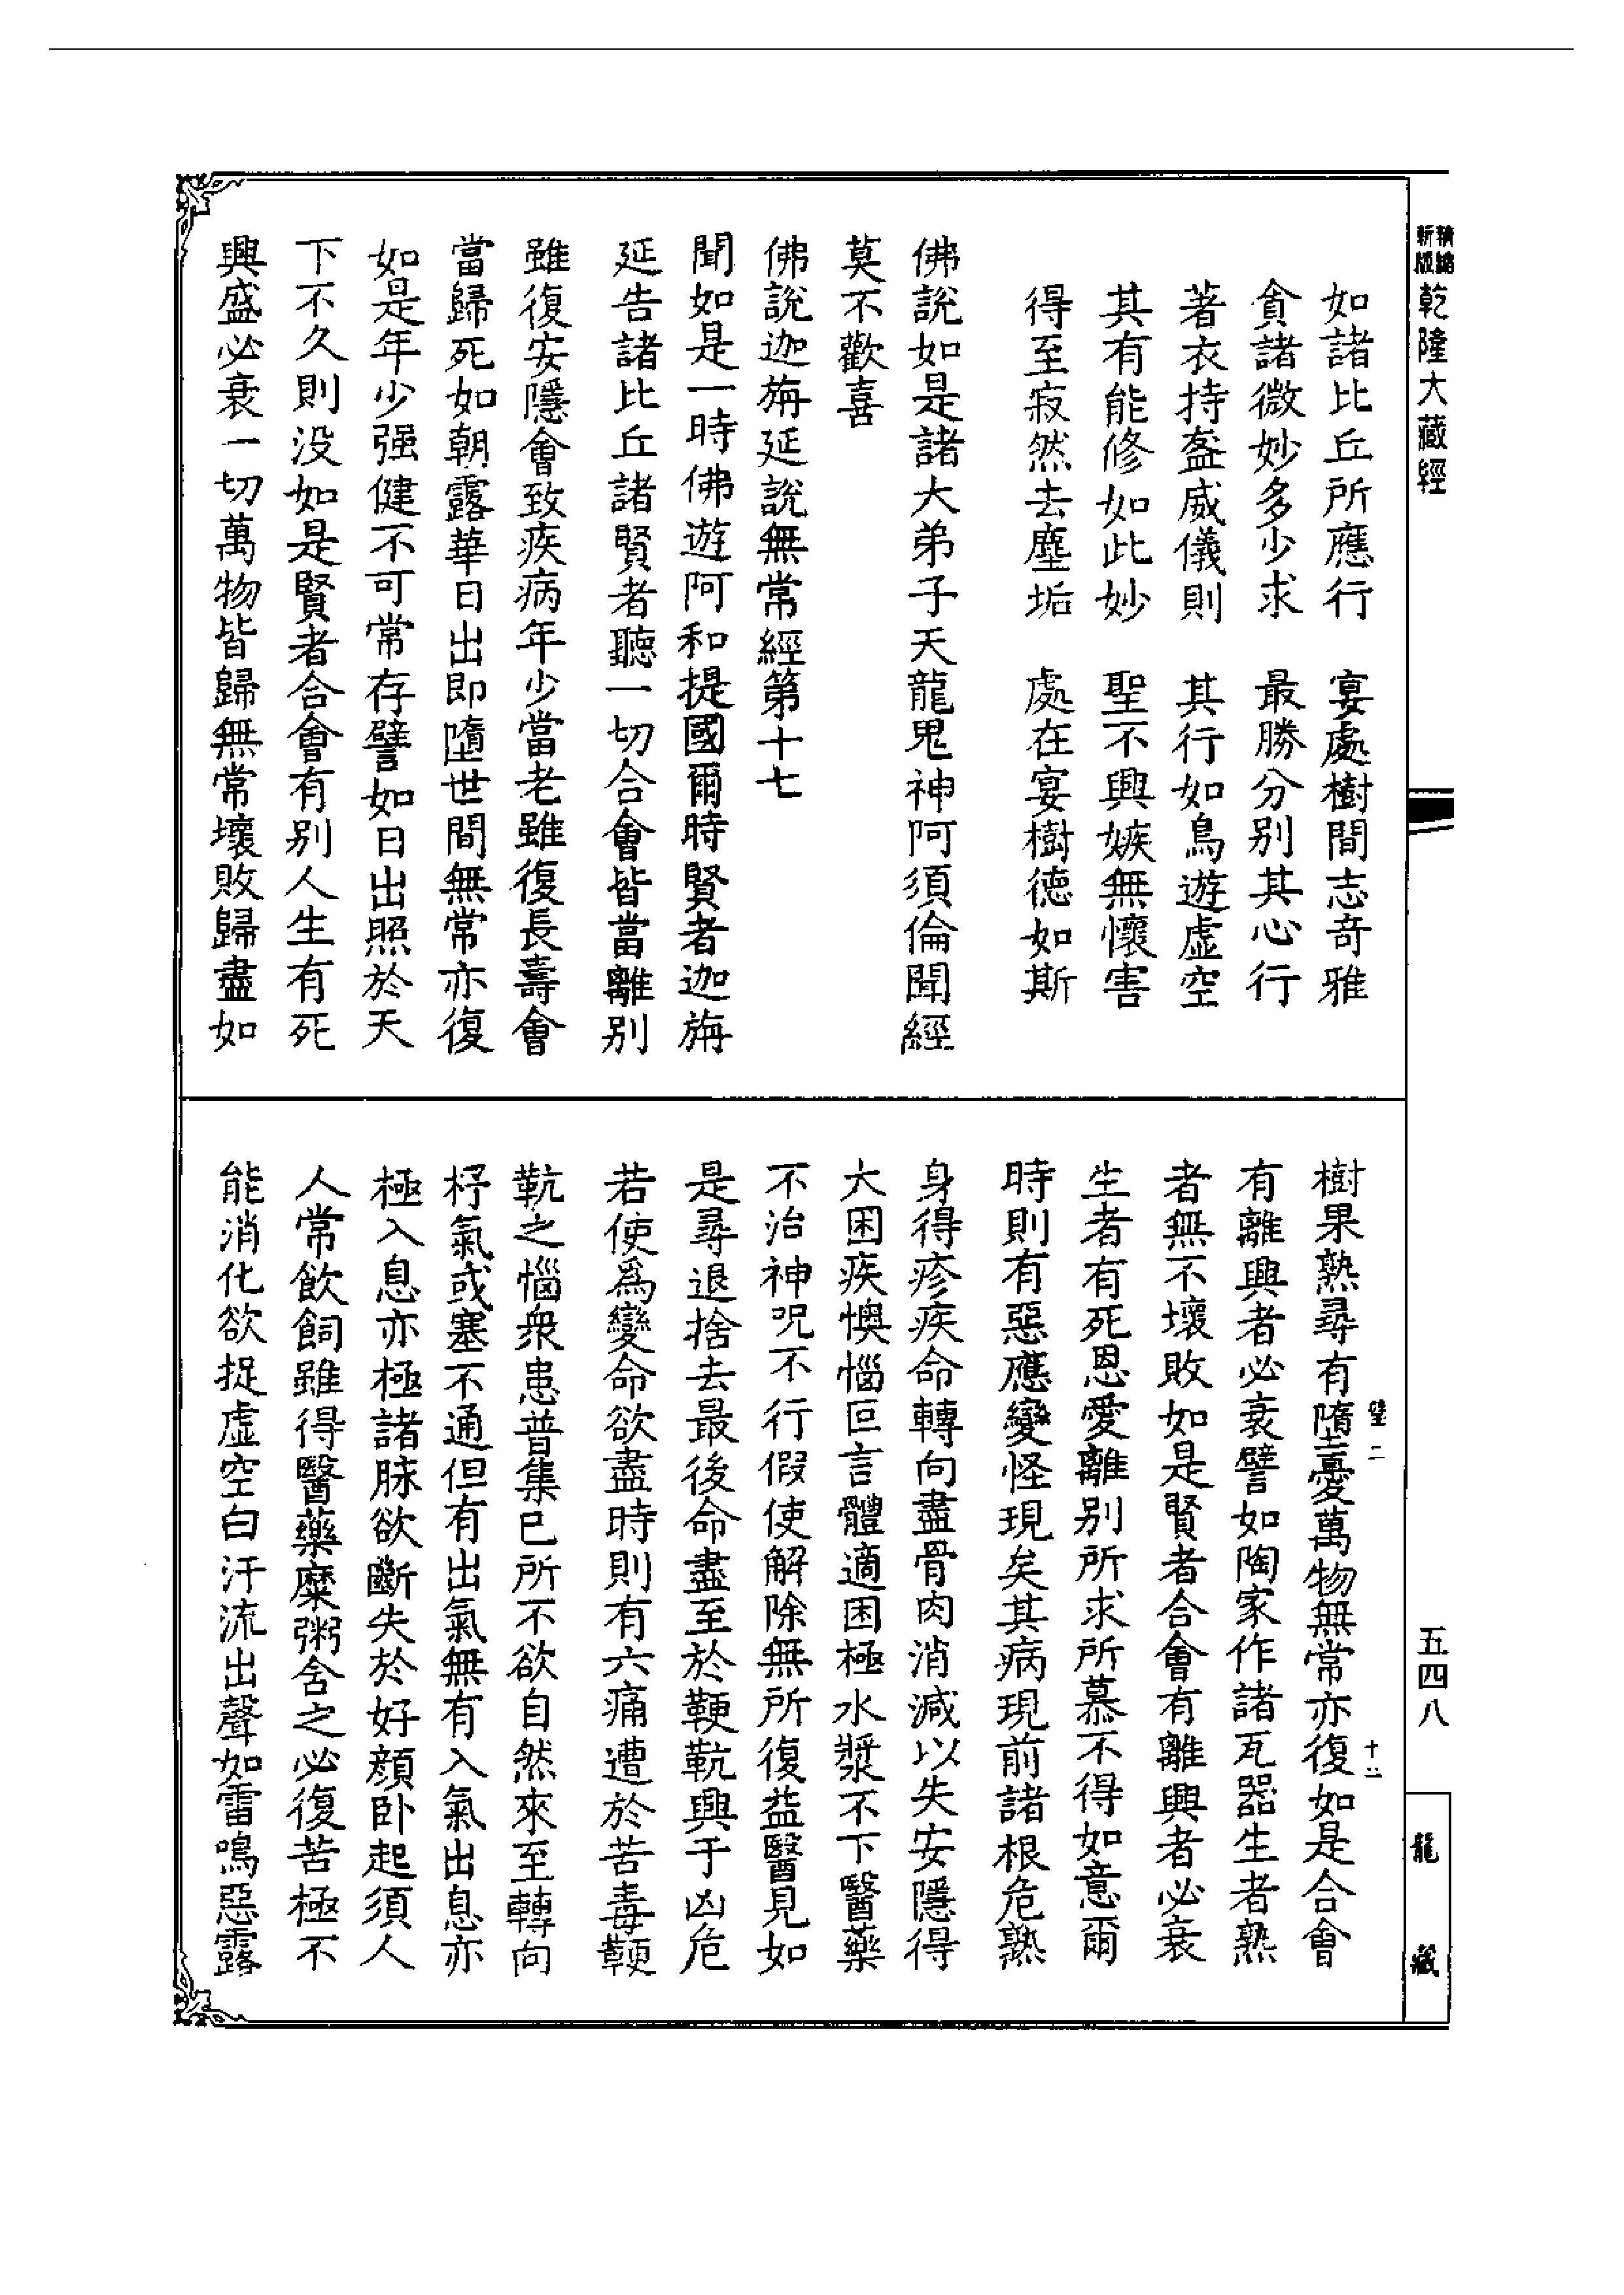 精縮新版乾隆大藏經
如諸比丘所應行　宴處樹間志奇雅
貪諸微妙多少求　最勝分別其心行
著衣持盔威儀則　其行如鳥遊虛空
其有能修如此妙　聖不興嫉無懷害
得至寂然去塵垢　處在宴樹德如斯
佛說如是諸大弟子天龍鬼神阿須倫聞經
莫不歡喜
佛說迦旃延說無常經第十七
聞如是一時佛遊阿和提國爾時賢者迦旃
延告諸比丘諸賢者聽一切合會皆當離別
雖復安隱會致疾病年少當老雖復長壽會
當歸死如朝露華日出即墮世間無常亦復
如是年少强健不可常存譬如日出照於天
下不久則没如是賢者合會有別人生有死
興盛必衰一切萬物皆歸無常壞敗歸盡如
樹果熟尋有墮憂萬物無常亦復如是合會
有離興者必衰譬如陶家作諸瓦器生者熟
者無不壞敗如是賢者合會有離興者必衰
生者有死恩愛離別所求所慕不得如意爾
時則有惡應變怪現矣其病現前諸根危熟
身得疹疾命轉向盡骨肉消減以失安隱得
大困疾懊惱叵言體適困極水漿不下醫藥
不治神呪不行假使解除無所復益醫見如
是尋退捨去最後命盡至於鞕䩕興于凶危
若使爲變命欲盡時則有六痛遭於苦毒鞕
䩕之惱衆患普集已所不欲自然來至轉向
杼氣或塞不通但有出氣無有入氣出息亦
極入息亦極諸脉欲斷失於好顏卧起須人
人常飲飼雖得醫藥糜粥含之必復苦極不
能消化欲捉虛空白汗流出聲如雷鳴惡露
五四八
龍藏